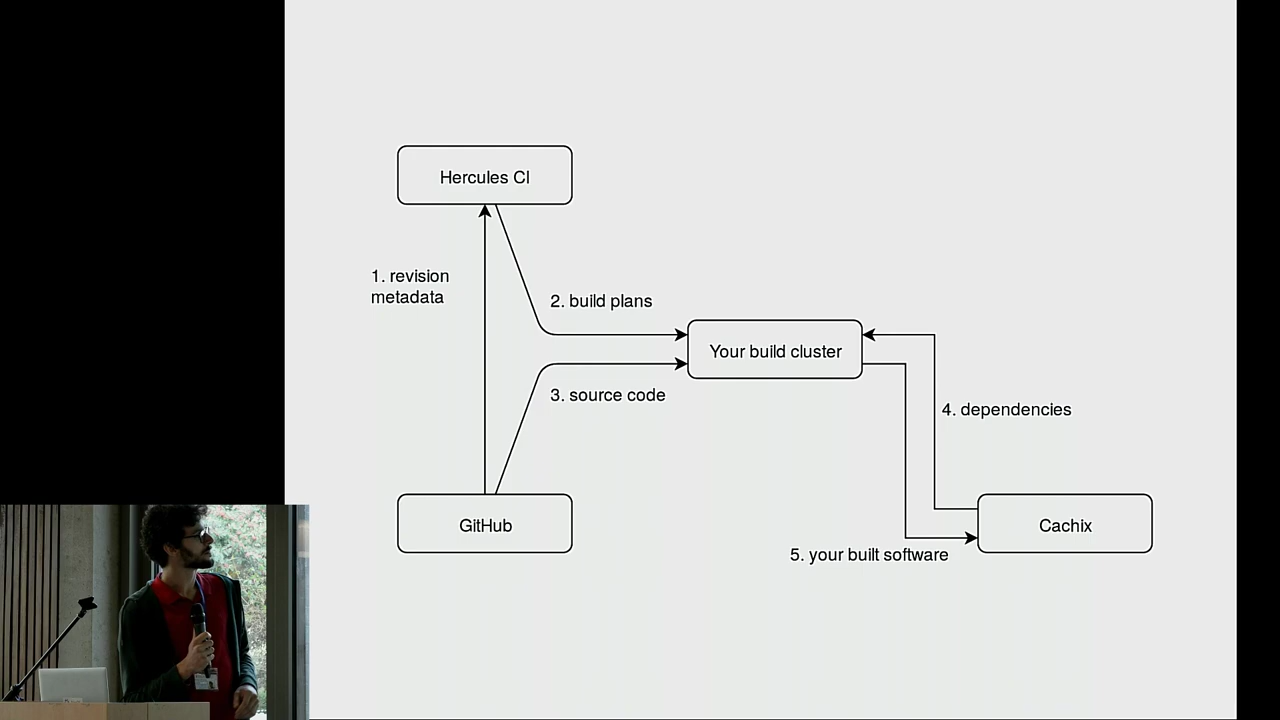 Hercules CI
1. revision
metadata
2. build plans
Your build cluster
3. source code
4. dependencies
GitHub
Cachix
5. your built software